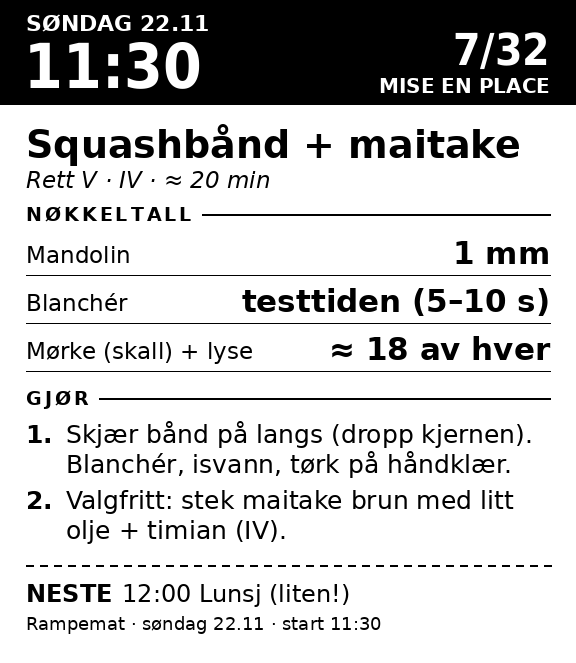 SØNDAG 22.11
11:30
7/32
MISE EN PLACE
Squashbånd + maitake
Rett V · IV · ≈ 20 min
NØKKELTALL
Mandolin 1 mm
Blanchér testtiden (5–10 s)
Mørke (skall) + lyse ≈ 18 av hver
GJØR
1. Skjær bånd på langs (dropp kjernen).
Blanchér, isvann, tørk på håndklær.
2. Valgfritt: stek maitake brun med litt
olje + timian (IV).
NESTE 12:00 Lunsj (liten!)
Rampemat · søndag 22.11 · start 11:30